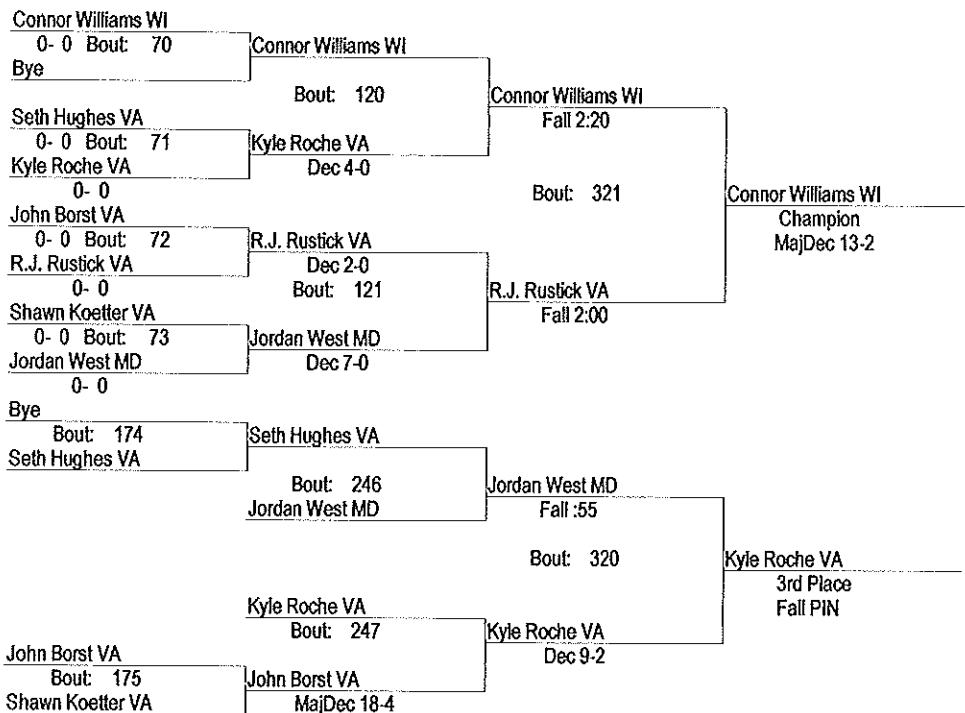 Connor Williams WI
0- 0 Bout: 70
Connor Williams WI
Bye
Bout: 120
Connor Williams WI
Fall 2:20
Seth Hughes VA
0- 0 Bout: 71
Kyle Roche VA
Kyle Roche VA
Dec 4-0
0- 0
Bout: 321
Connor Williams WI
Champion
MajDec 13-2
John Borst VA
0- 0 Bout: 72
R.J. Rustick VA
R.J. Rustick VA
Dec 2-0
0- 0
Bout: 121
R.J. Rustick VA
Fall 2:00
Shawn Koetter VA
0- 0 Bout: 73
Jordan West MD
Jordan West MD
Dec 7-0
0- 0
Bye
Bout: 174
Seth Hughes VA
Seth Hughes VA
Bout: 246
Jordan West MD
Jordan West MD
Fall :55
Bout: 320
Kyle Roche VA
3rd Place
Fall PIN
Kyle Roche VA
Bout: 247
Kyle Roche VA
Dec 9-2
John Borst VA
Bout: 175
John Borst VA
Shawn Koetter VA
MajDec 18-4